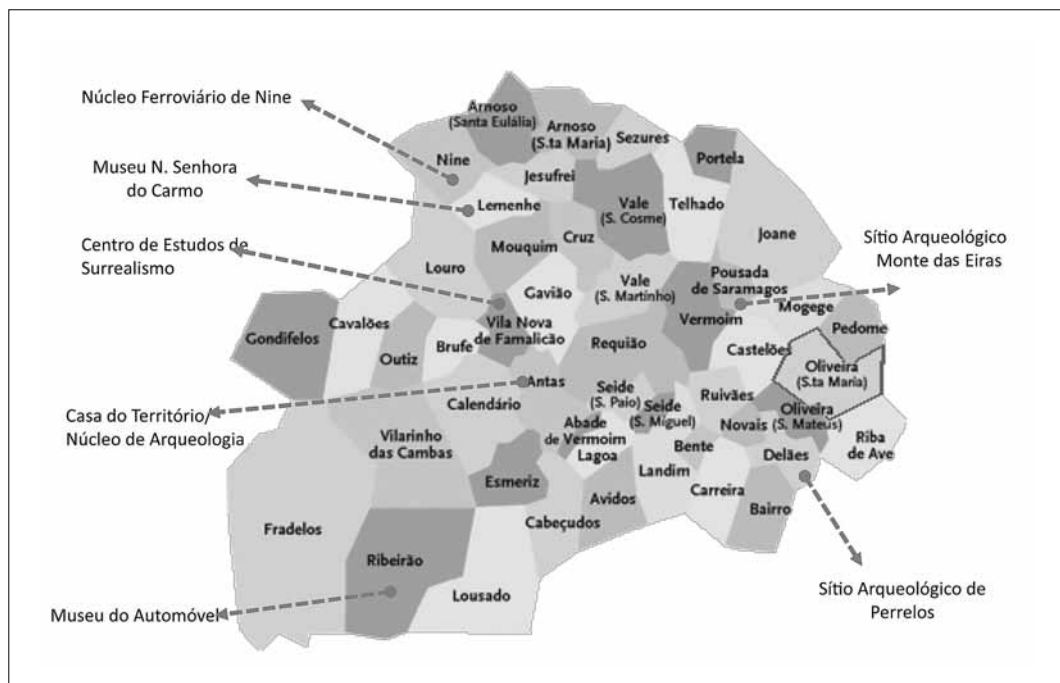 Núcleo Ferroviário de Nine
Museu N. Senhora
do Carmo
Centro de Estudos de
Surrealismo
Casa do Território/
Núcleo de Arqueologia
Museu do Automóvel
Sítio Arqueológico
Monte das Eiras
Sítio Arqueológico de
Perrelos
Arnoso
(Santa Eulália)
Arnoso
(S.ta Maria)
Sezures
Portela
Nine
Jesufrei
Lemenhe
Vale
(S. Cosme)
Telhado
Cruz
Mouquim
Joane
Louro
Vale
(S. Martinho)
Pousada
de Saramagos
Gavião
Mogege
Vermoim
Pedome
Gondifelos
Cavalões
Vila Nova
de Famalicão
Outiz
Brufe
Requião
Castelões
Oliveira
(S.ta Maria)
Antas
Seide
(S. Paio)
Seide
(S. Miguel)
Ruivães
Calendário
Oliveira
(S. Mateus)
Abade
de Vermoim
Novais
Riba
de Ave
Vilarinho
das Cambas
Lagoa
Bente
Delães
Landim
Esmeriz
Carreira
Avidos
Bairro
Fradelos
Cabeçudos
Ribeirão
Lousado